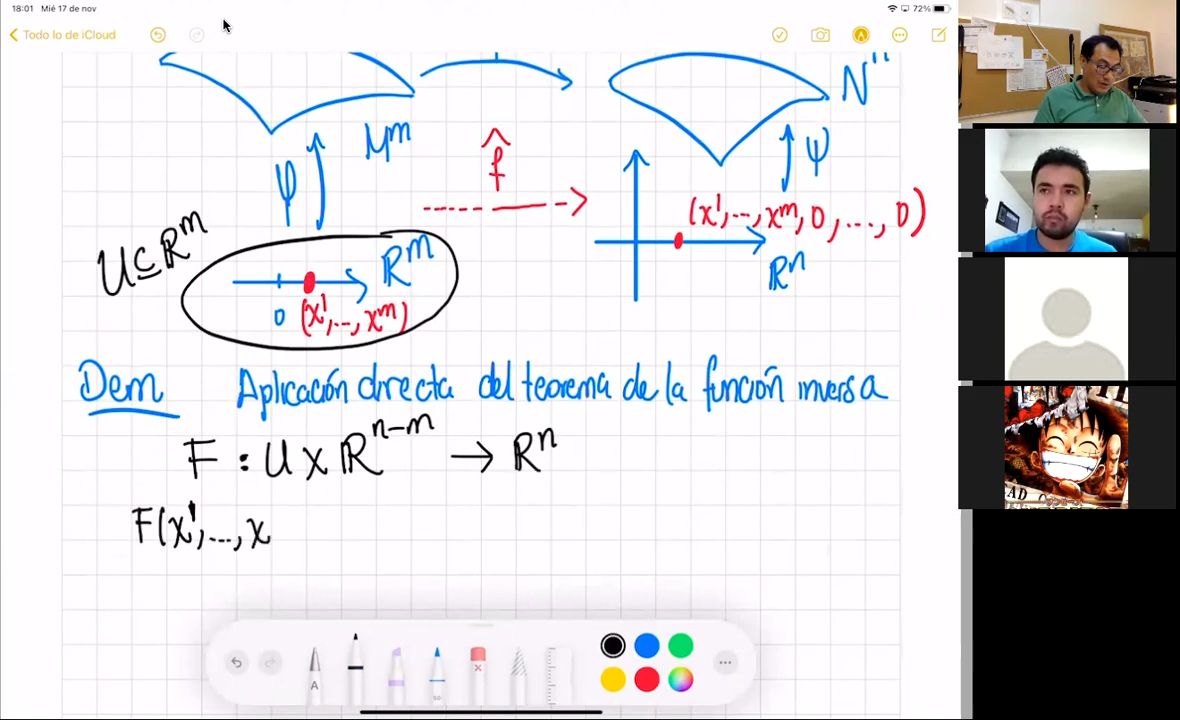 18:01 Mié 17 de nov
72%
Todo lo de iCloud
N^n
M^m
φ
f̂
ψ
(x^1, .., x^m, 0, ..., 0)
U ⊆ ℝ^m
ℝ^m
ℝ^n
0
(x^1, .., x^m)
Dem Aplicación directa del teorema de la función inversa
F : U x ℝ^{n-m} → ℝ^n
F(x^1, ..., x
A
50